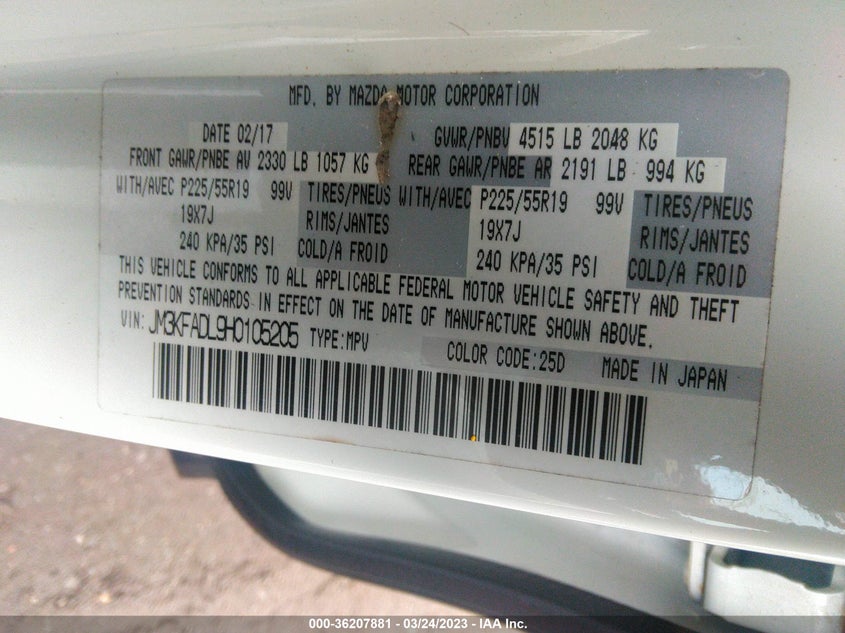 MFD. BY MAZDA MOTOR CORPORATION
DATE 02/17 GVWR/PNBV 4515 LB 2048 KG
FRONT GAWR/PNBE AV 2330 LB 1057 KG REAR GAWR/PNBE AR 2191 LB 994 KG
WITH/AVEC P225/55R19 99V TIRES/PNEUS WITH/AVEC P225/55R19 99V TIRES/PNEUS
19X7J RIMS/JANTES 19X7J RIMS/JANTES
240 KPA/35 PSI COLD/A FROID 240 KPA/35 PSI COLD/A FROID
THIS VEHICLE CONFORMS TO ALL APPLICABLE FEDERAL MOTOR VEHICLE SAFETY AND THEFT
PREVENTION STANDARDS IN EFFECT ON THE DATE OF MANUFACTURE SHOWN ABOVE.
VIN: JM3KFADL9H0105205 TYPE:MPV COLOR CODE:25D MADE IN JAPAN
000-36207881 - 03/24/2023 - IAA Inc.